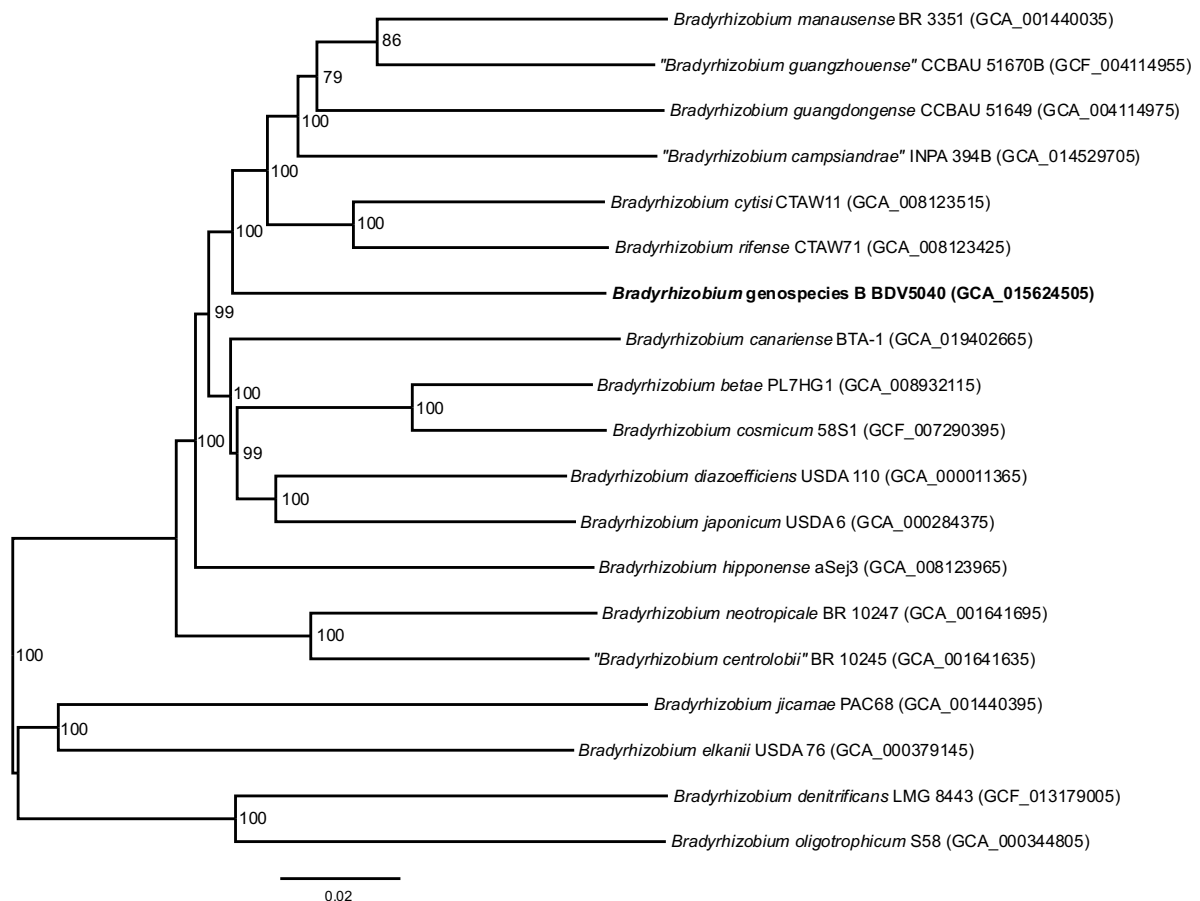 Bradyrhizobium manausense BR 3351 (GCA_001440035)
86
"Bradyrhizobium guangzhouense" CCBAU 51670B (GCF_004114955)
79
Bradyrhizobium guangdongense CCBAU 51649 (GCA_004114975)
100
"Bradyrhizobium campsiandrae" INPA 394B (GCA_014529705)
100
Bradyrhizobium cytisi CTAW11 (GCA_008123515)
100
100
Bradyrhizobium rifense CTAW71 (GCA_008123425)
Bradyrhizobium genospecies B BDV5040 (GCA_015624505)
99
Bradyrhizobium canariense BTA-1 (GCA_019402665)
Bradyrhizobium betae PL7HG1 (GCA_008932115)
100
100
Bradyrhizobium cosmicum 58S1 (GCF_007290395)
100
99
Bradyrhizobium diazoefficiens USDA 110 (GCA_000011365)
100
Bradyrhizobium japonicum USDA 6 (GCA_000284375)
Bradyrhizobium hipponense aSej3 (GCA_008123965)
Bradyrhizobium neotropicale BR 10247 (GCA_001641695)
100
"Bradyrhizobium centrolobii" BR 10245 (GCA_001641635)
100
Bradyrhizobium jicamae PAC68 (GCA_001440395)
100
Bradyrhizobium elkanii USDA 76 (GCA_000379145)
Bradyrhizobium denitrificans LMG 8443 (GCF_013179005)
100
Bradyrhizobium oligotrophicum S58 (GCA_000344805)
0.02